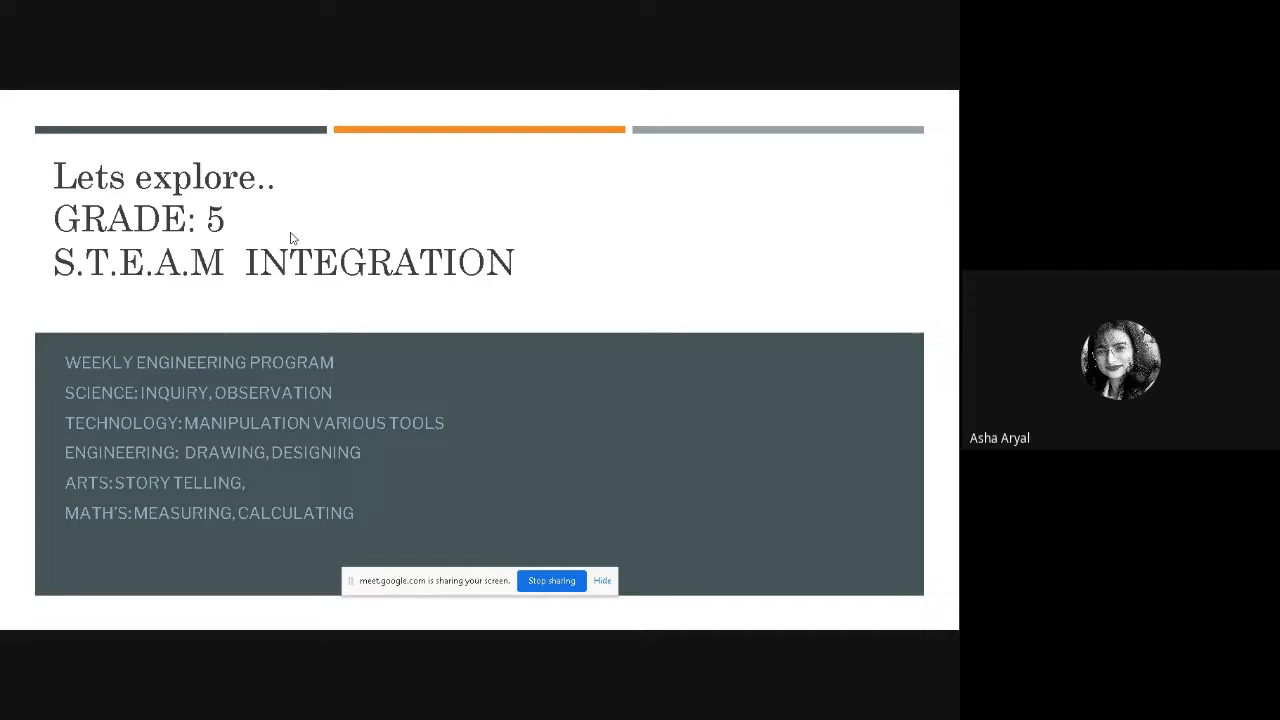 Lets explore..
GRADE: 5
S.T.E.A.M INTEGRATION
WEEKLY ENGINEERING PROGRAM
SCIENCE: INQUIRY, OBSERVATION
TECHNOLOGY: MANIPULATION VARIOUS TOOLS
ENGINEERING: DRAWING, DESIGNING
ARTS: STORY TELLING,
MATH'S: MEASURING, CALCULATING
meet.google.com is sharing your screen. Stop sharing Hide
Asha Aryal